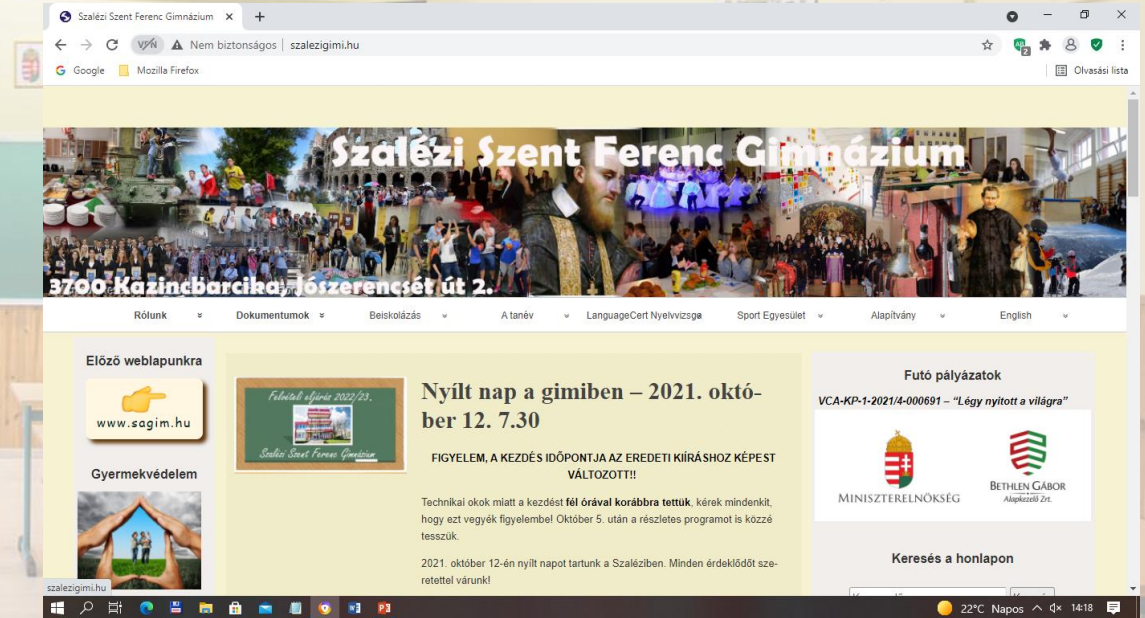 Szalézi Szent Ferenc Gimnázium
Nem biztonságos | szalezigimi.hu
2
Google Mozilla Firefox Olvasási lista
Szalézi Szent Ferenc Gimnázium
3700 Kazincbarcika, Jószerencsét út 2.
Rólunk Dokumentumok Beiskolázás A tanév LanguageCert Nyelvvizsga Sport Egyesület Alapítvány English
Előző weblapunkra
www.sagim.hu
Gyermekvédelem
Felvételi eljárás 2022/23.
Szalézi Szent Ferenc Gimnázium
Nyílt nap a gimiben – 2021. októ-
ber 12. 7.30
FIGYELEM, A KEZDÉS IDŐPONTJA AZ EREDETI KIÍRÁSHOZ KÉPEST
VÁLTOZOTT!!
Technikai okok miatt a kezdést fél órával korábbra tettük, kérek mindenkit,
hogy ezt vegyék figyelembe! Október 5. után a részletes programot is közzé
tesszük.
2021. október 12-én nyílt napot tartunk a Szaléziben. Minden érdeklődőt sze-
retettel várunk!
Futó pályázatok
VCA-KP-1-2021/4-000691 – “Légy nyitott a világra”
MINISZTERELNÖKSÉG
BETHLEN GÁBOR
Alapkezelő Zrt.
Keresés a honlapon
szalezigimi.hu
22°C Napos 14:18